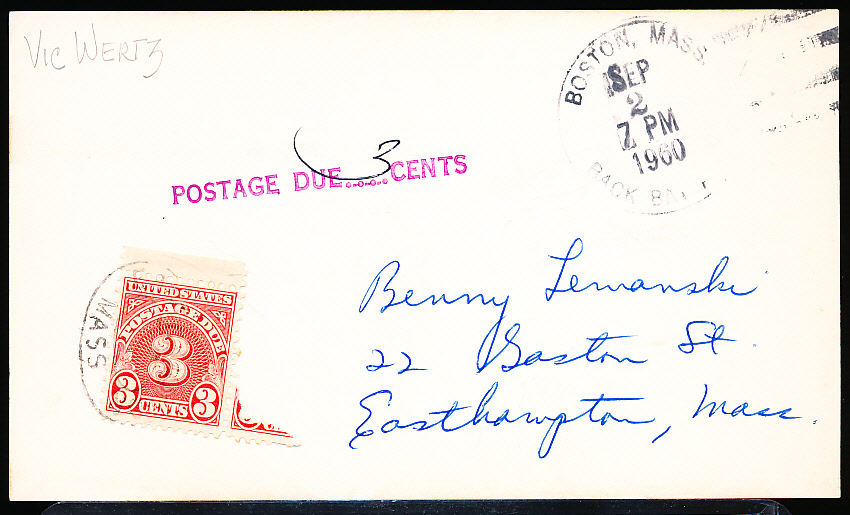 Vic Wertz
BOSTON, MASS
SEP
2
7 PM
1960
BACK BAY
POSTAGE DUE.....3 CENTS
UNITED STATES
POSTAGE DUE
3
3 CENTS 3
MASS
Benny Lemanski
22 Gaston St.
Easthampton, Mass.